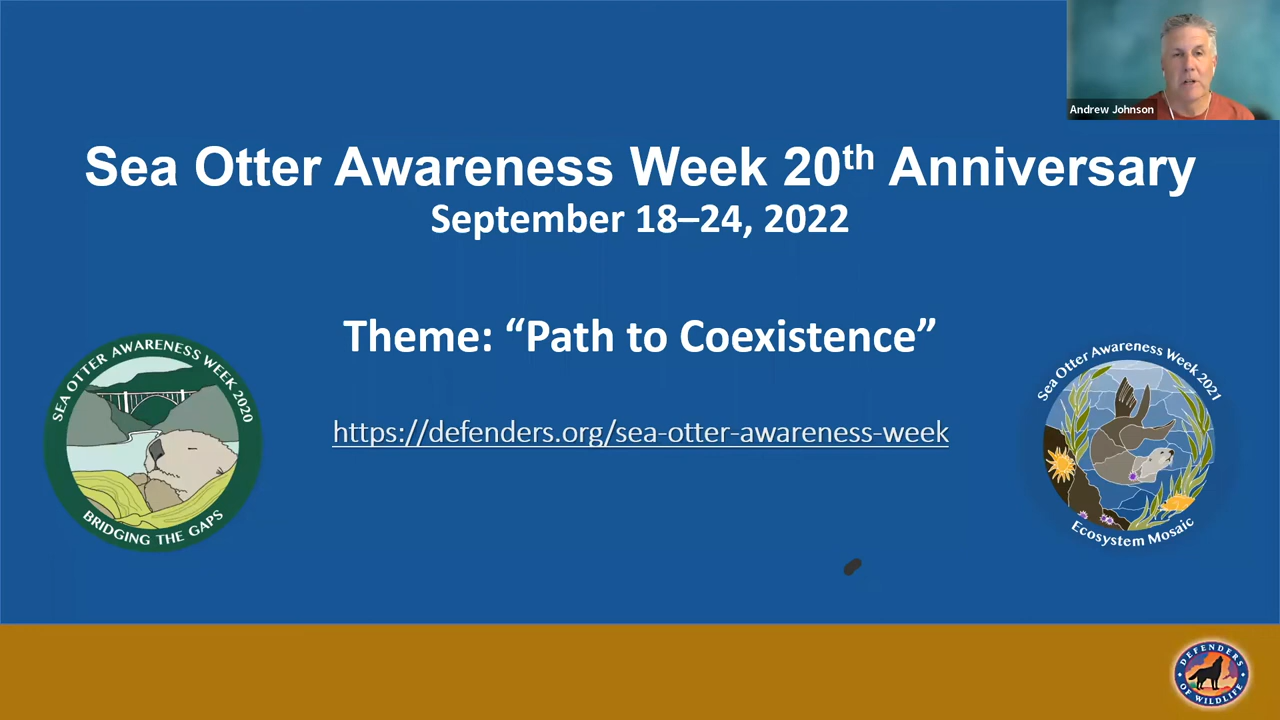 Andrew Johnson
Sea Otter Awareness Week 20th Anniversary
September 18–24, 2022
Theme: “Path to Coexistence”
https://defenders.org/sea-otter-awareness-week
SEA OTTER AWARENESS WEEK 2020
BRIDGING THE GAPS
Sea Otter Awareness Week 2021
Ecosystem Mosaic
DEFENDERS
OF WILDLIFE